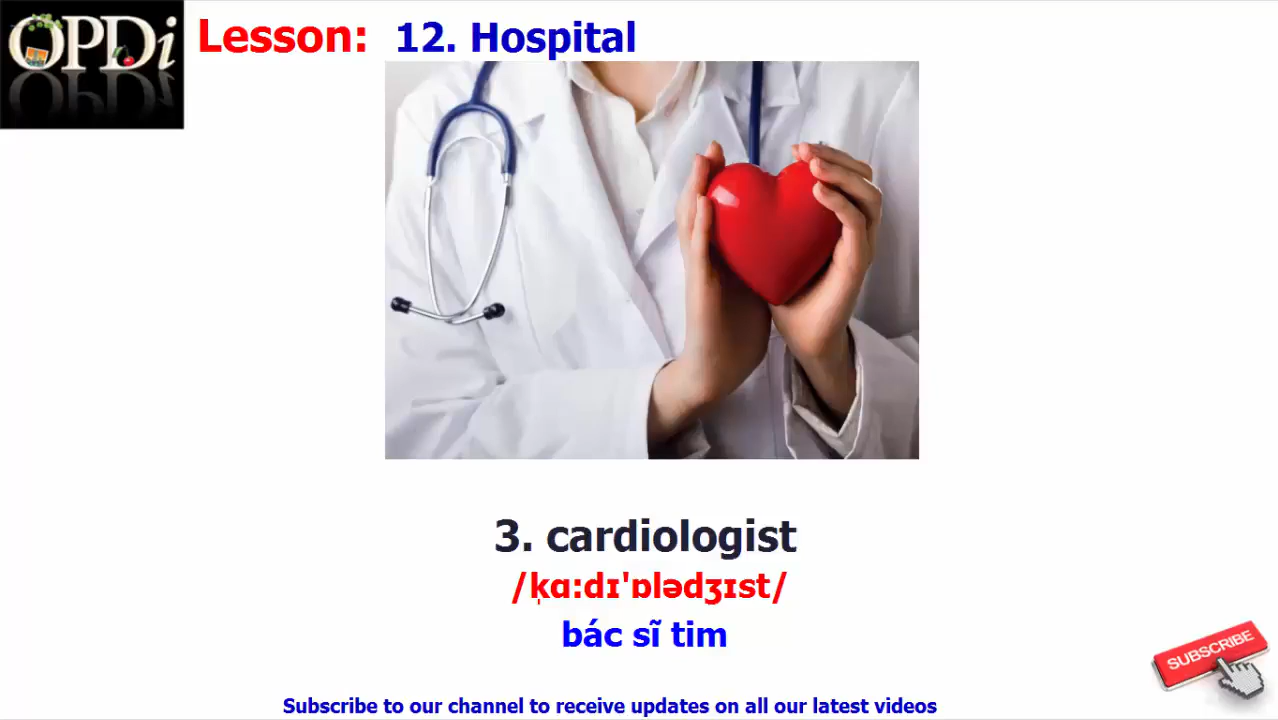 OPDi
Lesson: 12. Hospital
3. cardiologist
/ˌkɑːdɪˈɒlədʒɪst/
bác sĩ tim
SUBSCRIBE
Subscribe to our channel to receive updates on all our latest videos